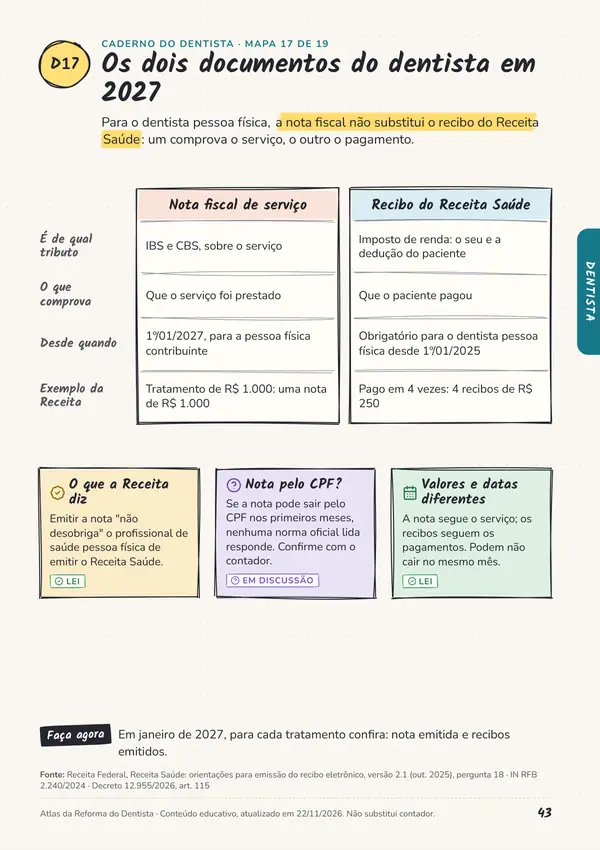 D17
CADERNO DO DENTISTA · MAPA 17 DE 19
Os dois documentos do dentista em
2027
Para o dentista pessoa física, a nota fiscal não substitui o recibo do Receita
Saúde: um comprova o serviço, o outro o pagamento.
Nota fiscal de serviço
Recibo do Receita Saúde
É de qual
tributo
IBS e CBS, sobre o serviço
Imposto de renda: o seu e a
dedução do paciente
O que
comprova
Que o serviço foi prestado
Que o paciente pagou
Desde quando
1º/01/2027, para a pessoa física
contribuinte
Obrigatório para o dentista pessoa
física desde 1º/01/2025
Exemplo da
Receita
Tratamento de R$ 1.000: uma nota
de R$ 1.000
Pago em 4 vezes: 4 recibos de R$
250
DENTISTA
O que a Receita
diz
Emitir a nota "não
desobriga" o profissional de
saúde pessoa física de
emitir o Receita Saúde.
LEI
Nota pelo CPF?
Se a nota pode sair pelo
CPF nos primeiros meses,
nenhuma norma oficial lida
responde. Confirme com o
contador.
EM DISCUSSÃO
Valores e datas
diferentes
A nota segue o serviço; os
recibos seguem os
pagamentos. Podem não
cair no mesmo mês.
LEI
Faça agora
Em janeiro de 2027, para cada tratamento confira: nota emitida e recibos
emitidos.
Fonte: Receita Federal, Receita Saúde: orientações para emissão do recibo eletrônico, versão 2.1 (out. 2025), pergunta 18 · IN RFB
2.240/2024 · Decreto 12.955/2026, art. 115
Atlas da Reforma do Dentista · Conteúdo educativo, atualizado em 22/11/2026. Não substitui contador.
43